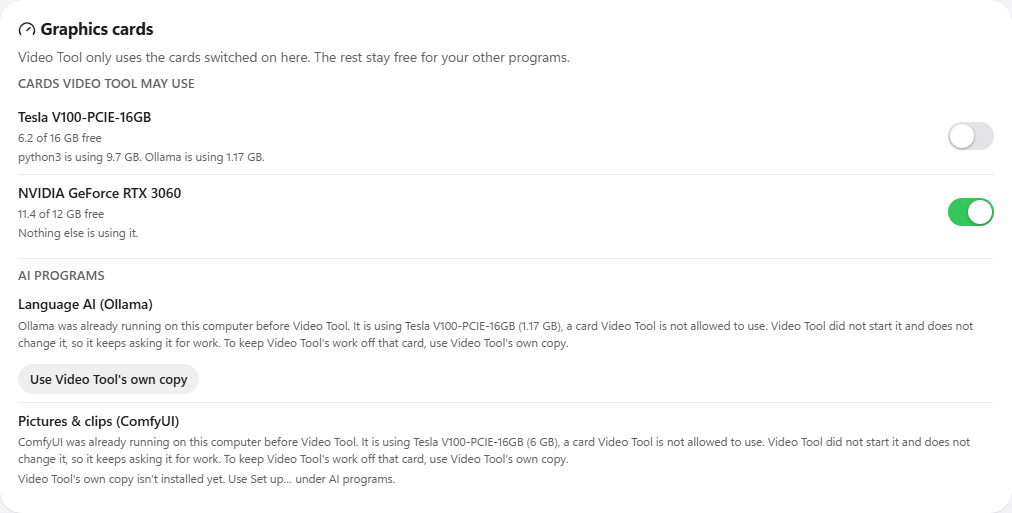 Graphics cards
Video Tool only uses the cards switched on here. The rest stay free for your other programs.
CARDS VIDEO TOOL MAY USE
Tesla V100-PCIE-16GB
6.2 of 16 GB free
python3 is using 9.7 GB. Ollama is using 1.17 GB.
NVIDIA GeForce RTX 3060
11.4 of 12 GB free
Nothing else is using it.
AI PROGRAMS
Language AI (Ollama)
Ollama was already running on this computer before Video Tool. It is using Tesla V100-PCIE-16GB (1.17 GB), a card Video Tool is not allowed to use. Video Tool did not start it and does not
change it, so it keeps asking it for work. To keep Video Tool's work off that card, use Video Tool's own copy.
Use Video Tool's own copy
Pictures & clips (ComfyUI)
ComfyUI was already running on this computer before Video Tool. It is using Tesla V100-PCIE-16GB (6 GB), a card Video Tool is not allowed to use. Video Tool did not start it and does not
change it, so it keeps asking it for work. To keep Video Tool's work off that card, use Video Tool's own copy.
Video Tool's own copy isn't installed yet. Use Set up... under AI programs.